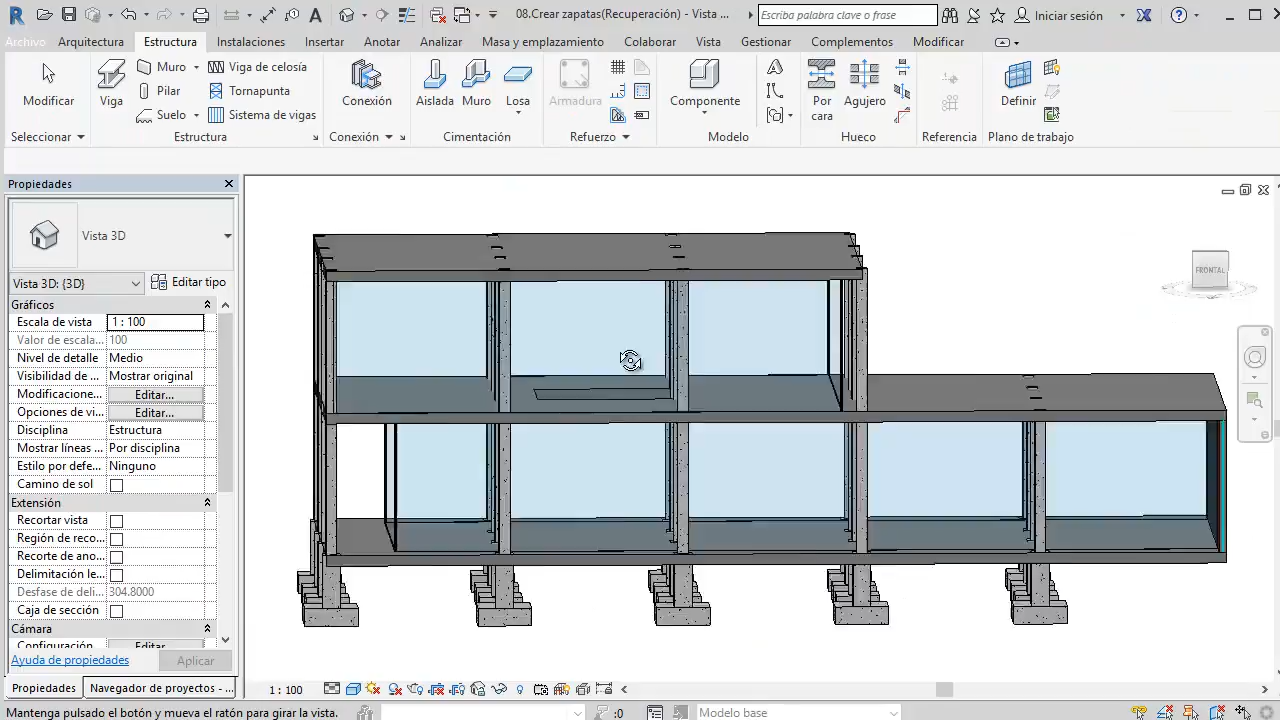 08.Crear zapatas(Recuperación) - Vista ...
Escriba palabra clave o frase
Iniciar sesión
Archivo Arquitectura Estructura Instalaciones Insertar Anotar Analizar Masa y emplazamiento Colaborar Vista Gestionar Complementos Modificar
Modificar
Seleccionar
Viga
Muro
Pilar
Suelo
Viga de celosía
Tornapunta
Sistema de vigas
Estructura
Conexión
Conexión
Aislada Muro Losa
Cimentación
Armadura
Refuerzo
Componente
Modelo
Por cara
Agujero
Hueco
Referencia
Definir
Plano de trabajo
Propiedades
Vista 3D
Vista 3D: {3D}
Editar tipo
Gráficos
Escala de vista 1 : 100
Valor de escala... 100
Nivel de detalle Medio
Visibilidad de ... Mostrar original
Modificacione... Editar...
Opciones de vi... Editar...
Disciplina Estructura
Mostrar líneas ... Por disciplina
Estilo por defe... Ninguno
Camino de sol
Extensión
Recortar vista
Región de reco...
Recorte de ano...
Delimitación le...
Desfase de deli... 304.8000
Caja de sección
Cámara
Configuración Editar...
Ayuda de propiedades
Aplicar
Propiedades
Navegador de proyectos - ...
FRONTAL
1 : 100
Mantenga pulsado el botón y mueva el ratón para girar la vista.
:0
Modelo base